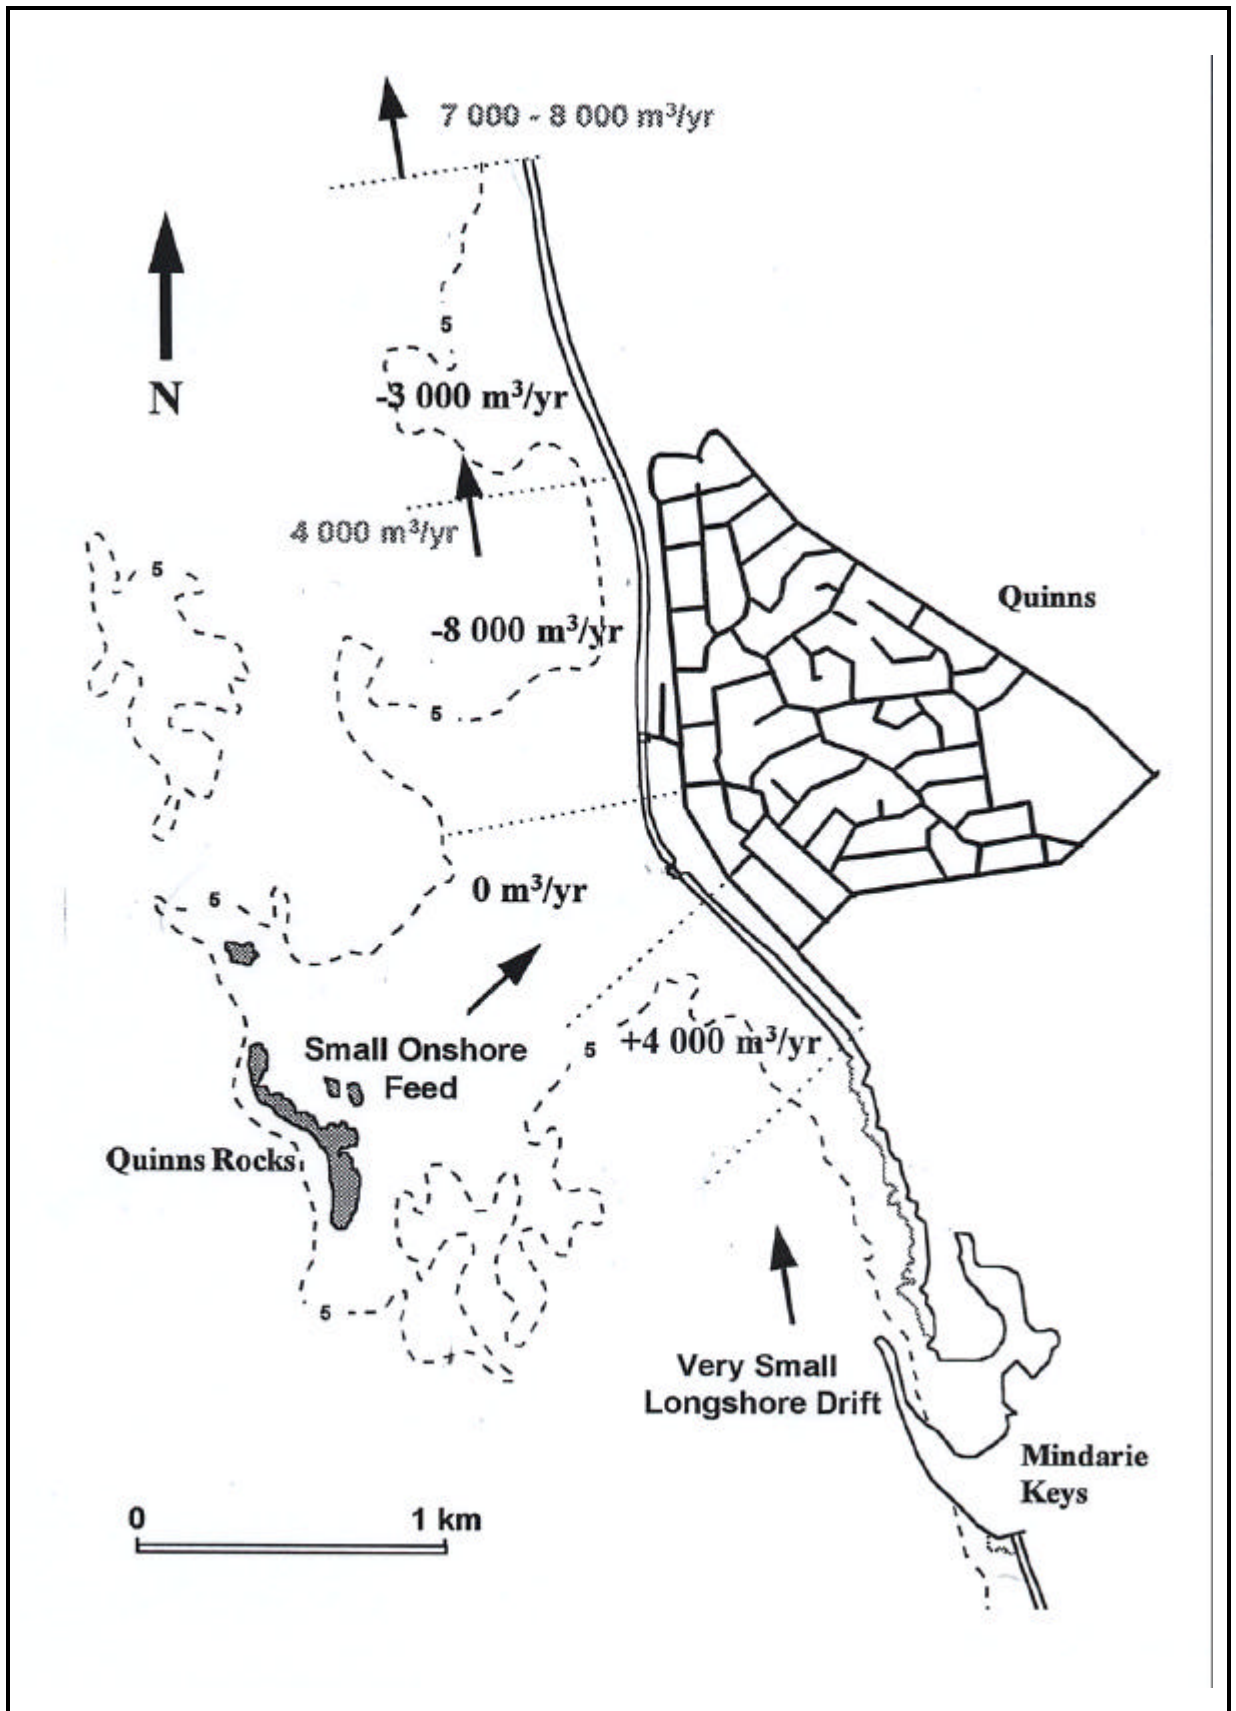 7 000 - 8 000 m³/yr
N
5
-3 000 m³/yr
4 000 m³/yr
5
Quinns
-8 000 m³/yr
5
5
0 m³/yr
Small Onshore
Feed
5
+4 000 m³/yr
Quinns Rocks
5
Very Small
Longshore Drift
Mindarie
Keys
0
1 km